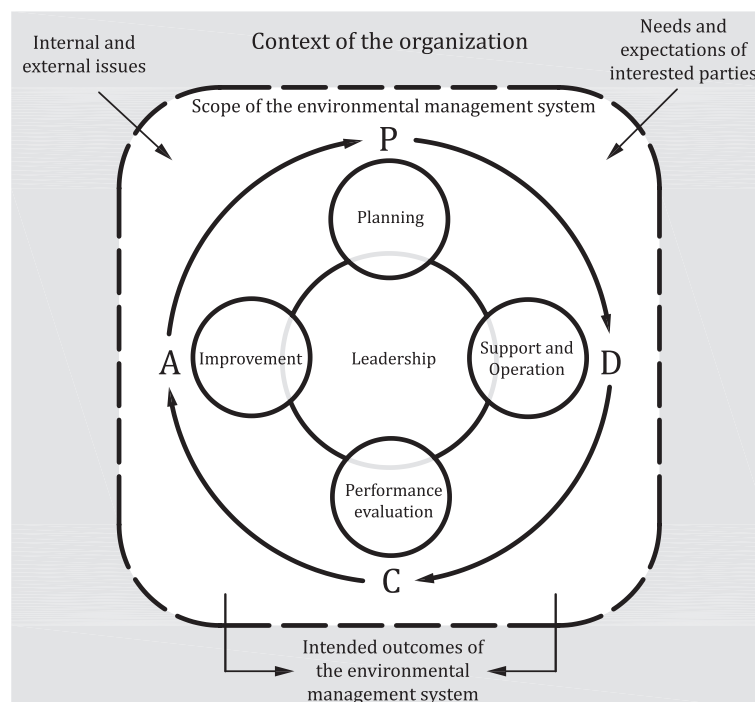 Internal and
external issues
Context of the organization
Needs and
expectations of
interested parties
Scope of the environmental management system
P
Planning
A
Improvement
Leadership
Support and
Operation
D
Performance
evaluation
C
Intended outcomes of
the environmental
management system